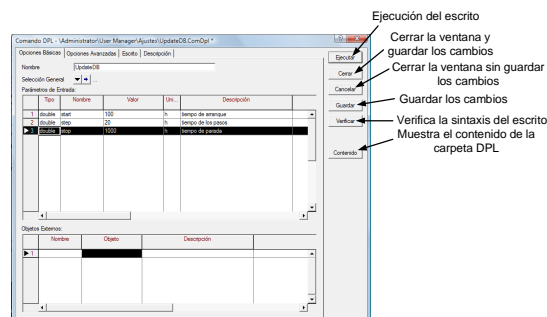 Ejecución del escrito
Cerrar la ventana y
guardar los cambios
Cerrar la ventana sin guardar
los cambios
Guardar los cambios
Verifica la sintaxis del escrito
Muestra el contenido de la
carpeta DPL
Comando DPL - \Administrator\User Manager\Ajustes\UpdateDB.ComDpl *
Opciones Básicas Opciones Avanzadas Escrito Descripción
Nombre UpdateDB
Selección General ...
Parámetros de Entrada:
Tipo Nombre Valor Uni... Descripción
1 double start 100 h tiempo de arranque
2 double step 20 h tiempo de los pasos
3 double stop 1000 h tiempo de parada
Objetos Externos:
Nombre Objeto Descripción
1
Ejecutar
Cerrar
Cancelar
Guardar
Verificar
Contenido